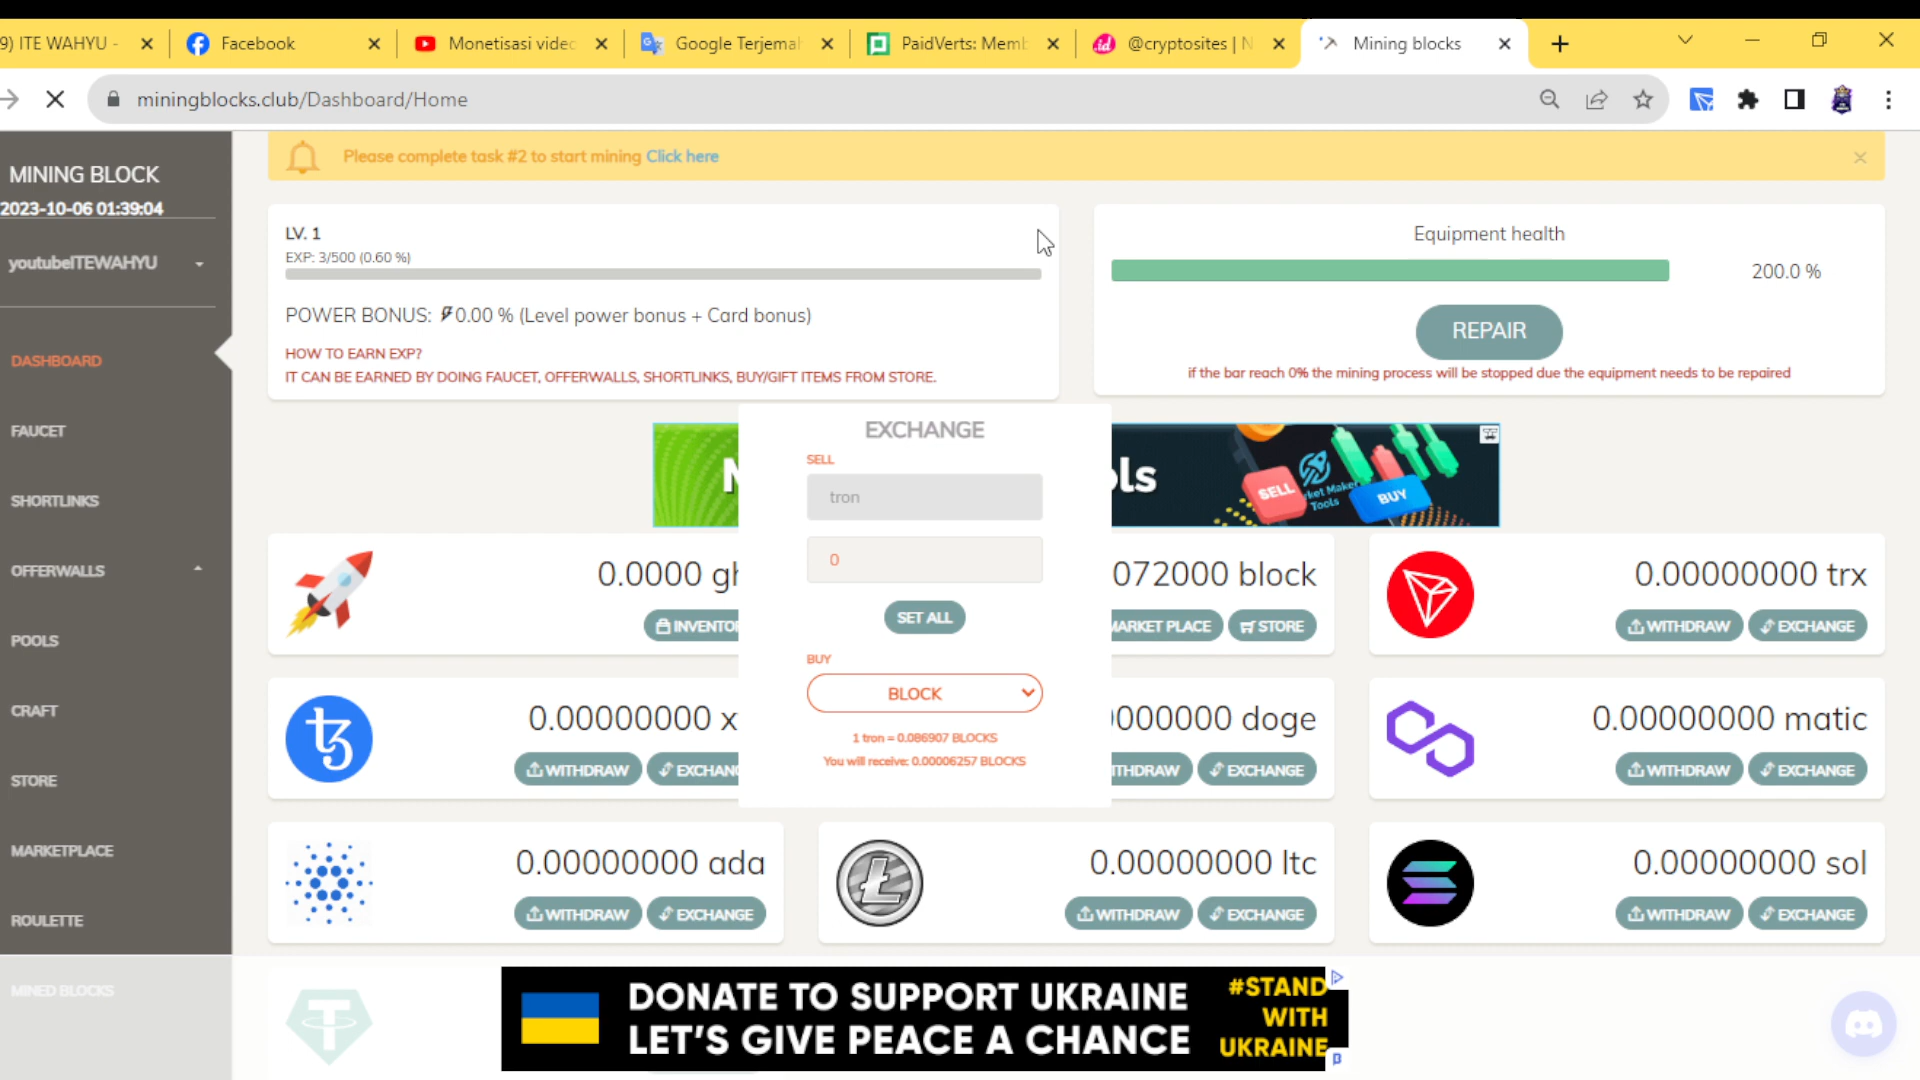 9) ITE WAHYU -
Facebook
Monetisasi videc
Google Terjemah
PaidVerts: Memb
@cryptosites | N
Mining blocks
miningblocks.club/Dashboard/Home
MINING BLOCK
2023-10-06 01:39:04
youtubeITEWAHYU
DASHBOARD
FAUCET
SHORTLINKS
OFFERWALLS
POOLS
CRAFT
STORE
MARKETPLACE
ROULETTE
MINED BLOCKS
Please complete task #2 to start mining Click here
LV. 1
EXP: 3/500 (0.60 %)
POWER BONUS: 0.00 % (Level power bonus + Card bonus)
HOW TO EARN EXP?
IT CAN BE EARNED BY DOING FAUCET, OFFERWALLS, SHORTLINKS, BUY/GIFT ITEMS FROM STORE.
Equipment health
200.0 %
REPAIR
if the bar reach 0% the mining process will be stopped due the equipment needs to be repaired
EXCHANGE
SELL
tron
0
SET ALL
BUY
BLOCK
1 tron = 0.086907 BLOCKS
You will receive: 0.00006257 BLOCKS
ols
SELL
BUY
ket Maker
Tools
0.0000 gh
INVENTOR
072000 block
MARKET PLACE
STORE
0.00000000 trx
WITHDRAW
EXCHANGE
0.00000000 x
WITHDRAW
EXCHANG
000000 doge
THDRAW
EXCHANGE
0.00000000 matic
WITHDRAW
EXCHANGE
0.00000000 ada
WITHDRAW
EXCHANGE
0.00000000 ltc
WITHDRAW
EXCHANGE
0.00000000 sol
WITHDRAW
EXCHANGE
DONATE TO SUPPORT UKRAINE
LET'S GIVE PEACE A CHANCE
#STAND
WITH
UKRAINE